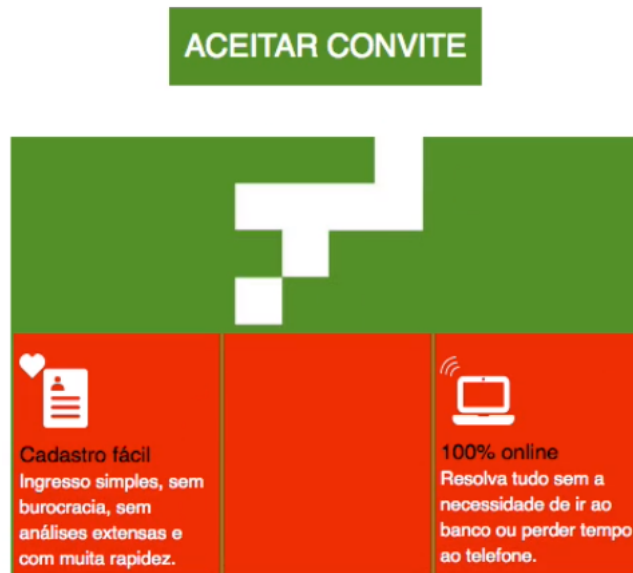 ACEITAR CONVITE
Cadastro fácil
Ingresso simples, sem
burocracia, sem
análises extensas e
com muita rapidez.
100% online
Resolva tudo sem a
necessidade de ir ao
banco ou perder tempo
ao telefone.